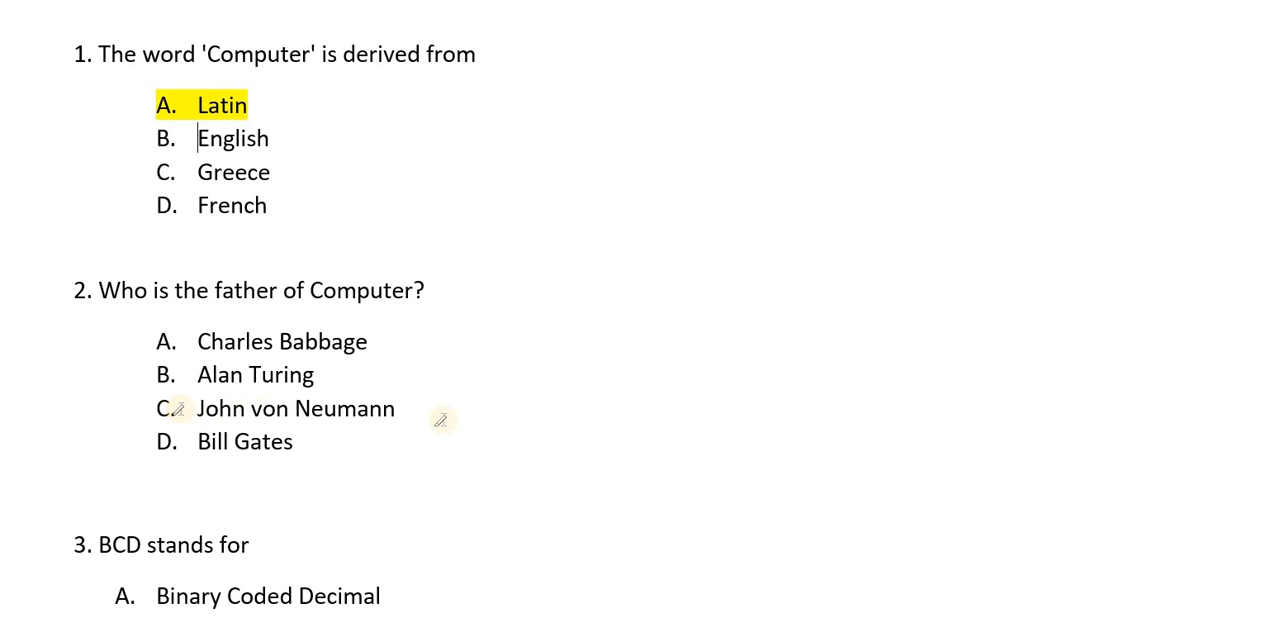 1. The word 'Computer' is derived from
A. Latin
B. English
C. Greece
D. French
2. Who is the father of Computer?
A. Charles Babbage
B. Alan Turing
C. John von Neumann
D. Bill Gates
3. BCD stands for
A. Binary Coded Decimal